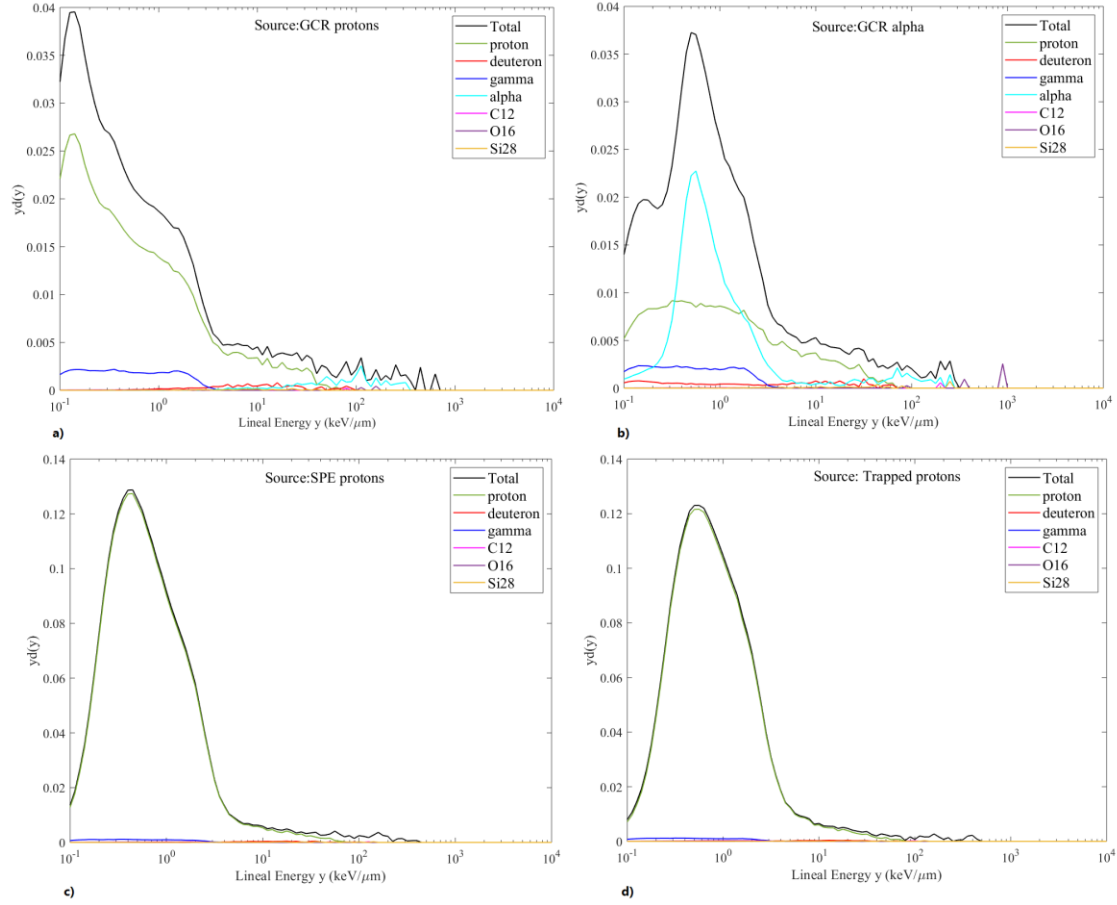 Source:GCR protons
Total
proton
deuteron
gamma
alpha
C12
O16
Si28
0.04
0.035
0.03
0.025
0.02
0.015
0.01
0.005
0
yd(y)
10^-1
10^0
10^1
10^2
10^3
10^4
Lineal Energy y (keV/μm)
a)
Source:GCR alpha
Total
proton
deuteron
gamma
alpha
C12
O16
Si28
0.04
0.035
0.03
0.025
0.02
0.015
0.01
0.005
0
yd(y)
10^-1
10^0
10^1
10^2
10^3
10^4
Lineal Energy y (keV/μm)
b)
Source:SPE protons
Total
proton
deuteron
gamma
C12
O16
Si28
0.14
0.12
0.1
0.08
0.06
0.04
0.02
0
yd(y)
10^-1
10^0
10^1
10^2
10^3
10^4
Lineal Energy y (keV/μm)
c)
Source: Trapped protons
Total
proton
deuteron
gamma
C12
O16
Si28
0.14
0.12
0.1
0.08
0.06
0.04
0.02
0
yd(y)
10^-1
10^0
10^1
10^2
10^3
10^4
Lineal Energy y (keV/μm)
d)